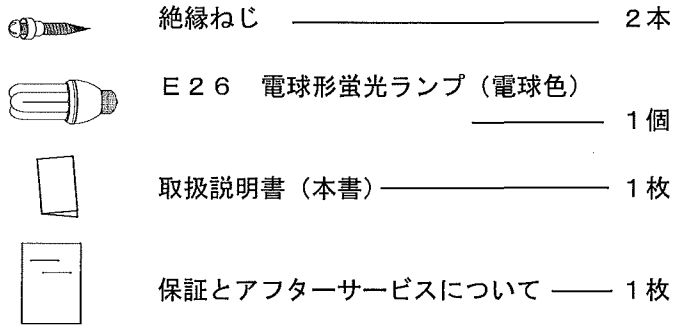 絶縁ねじ 2本
E26 電球形蛍光ランプ（電球色）
1個
取扱説明書（本書） 1枚
保証とアフターサービスについて 1枚